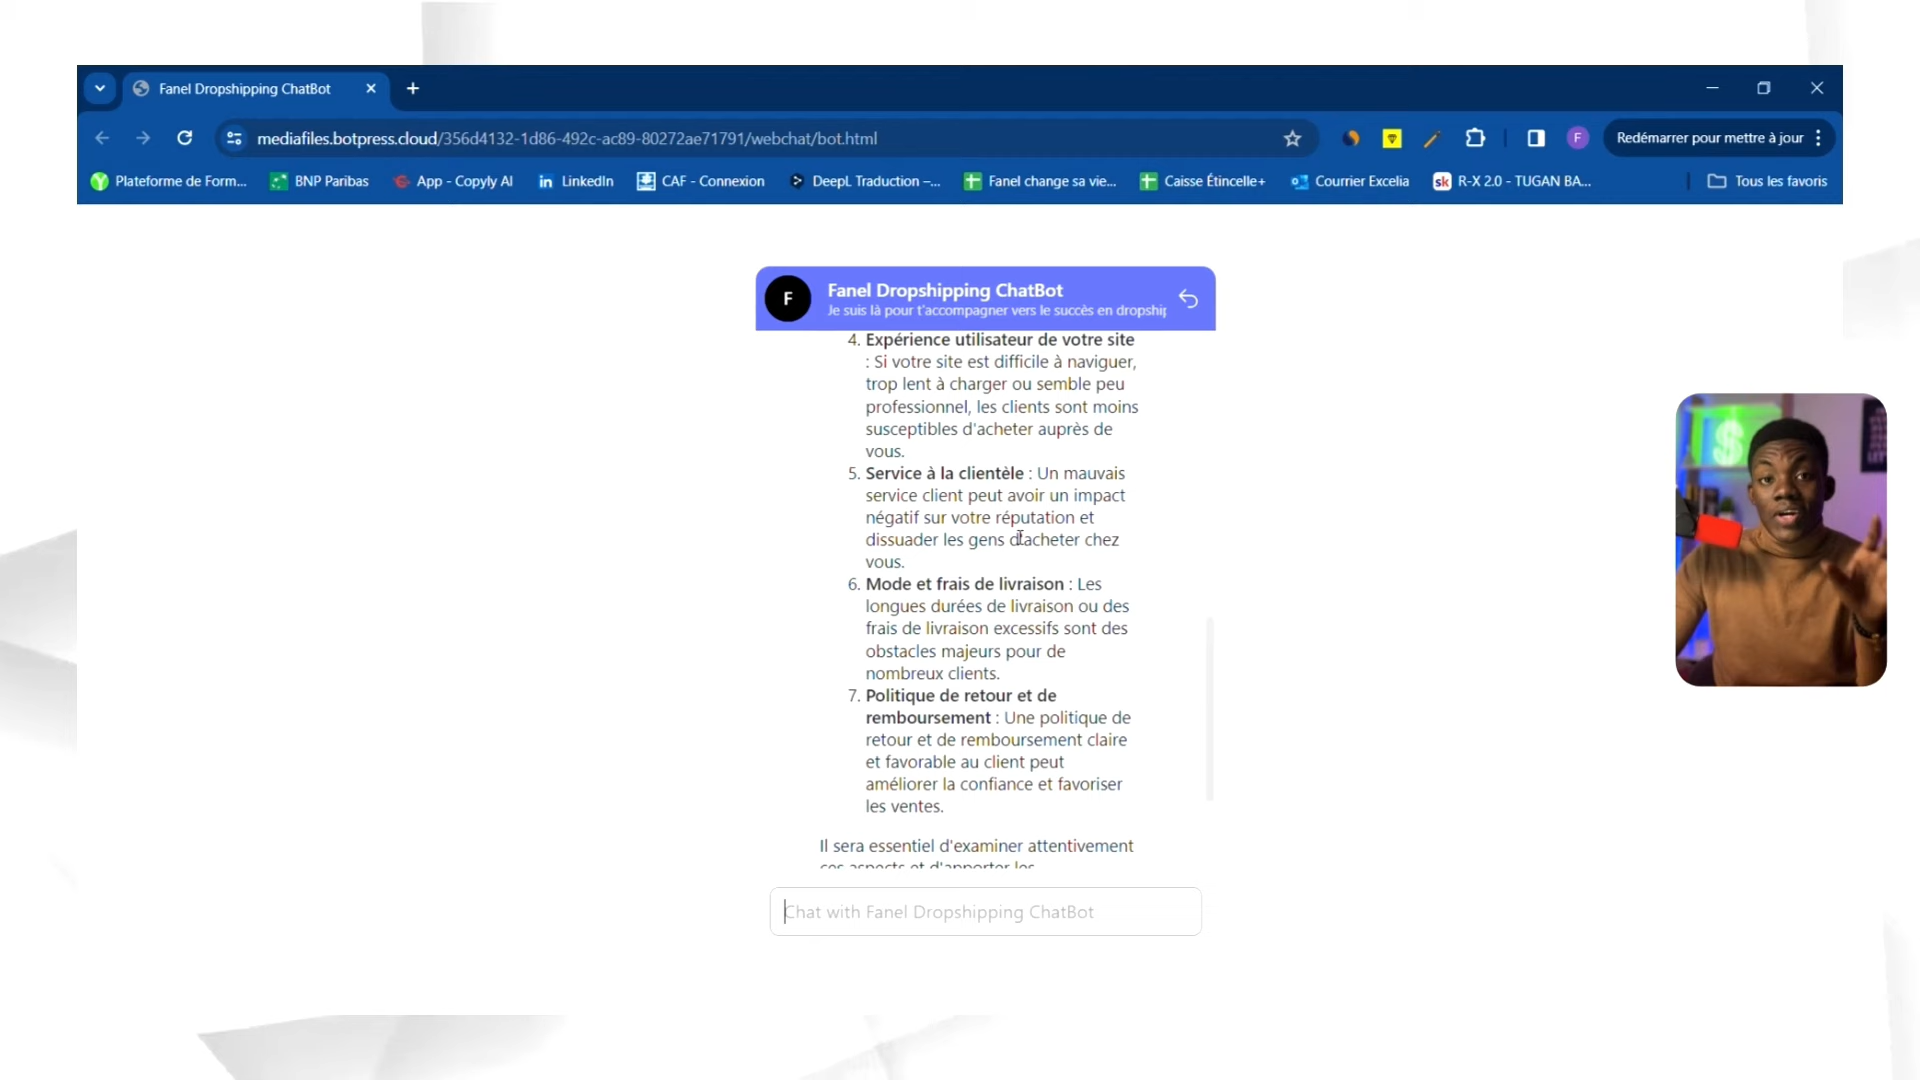 Fanel Dropshipping ChatBot
mediafiles.botpress.cloud/356d4132-1d86-492c-ac89-80272ae71791/webchat/bot.html
F
Redémarrer pour mettre à jour
Plateforme de Form...
BNP Paribas
App - Copyly AI
in LinkedIn
CAF - Connexion
DeepL Traduction –...
Fanel change sa vie...
Caisse Étincelle+
Courrier Excelia
sk R-X 2.0 - TUGAN BA...
Tous les favoris
F
Fanel Dropshipping ChatBot
Je suis là pour t'accompagner vers le succès en dropship
4. Expérience utilisateur de votre site
: Si votre site est difficile à naviguer,
trop lent à charger ou semble peu
professionnel, les clients sont moins
susceptibles d'acheter auprès de
vous.
5. Service à la clientèle : Un mauvais
service client peut avoir un impact
négatif sur votre réputation et
dissuader les gens d'acheter chez
vous.
6. Mode et frais de livraison : Les
longues durées de livraison ou des
frais de livraison excessifs sont des
obstacles majeurs pour de
nombreux clients.
7. Politique de retour et de
remboursement : Une politique de
retour et de remboursement claire
et favorable au client peut
améliorer la confiance et favoriser
les ventes.
Il sera essentiel d'examiner attentivement
ces aspects et d'apporter les
Chat with Fanel Dropshipping ChatBot
$